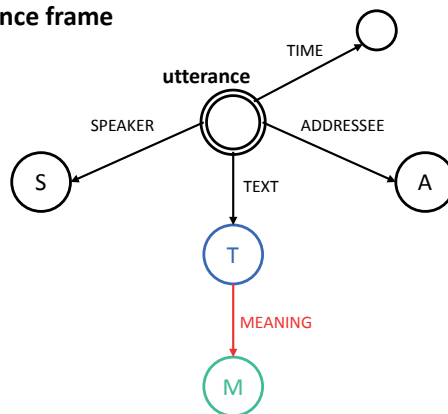 nce frame
TIME
utterance
SPEAKER
ADDRESSEE
S
A
TEXT
T
MEANING
M